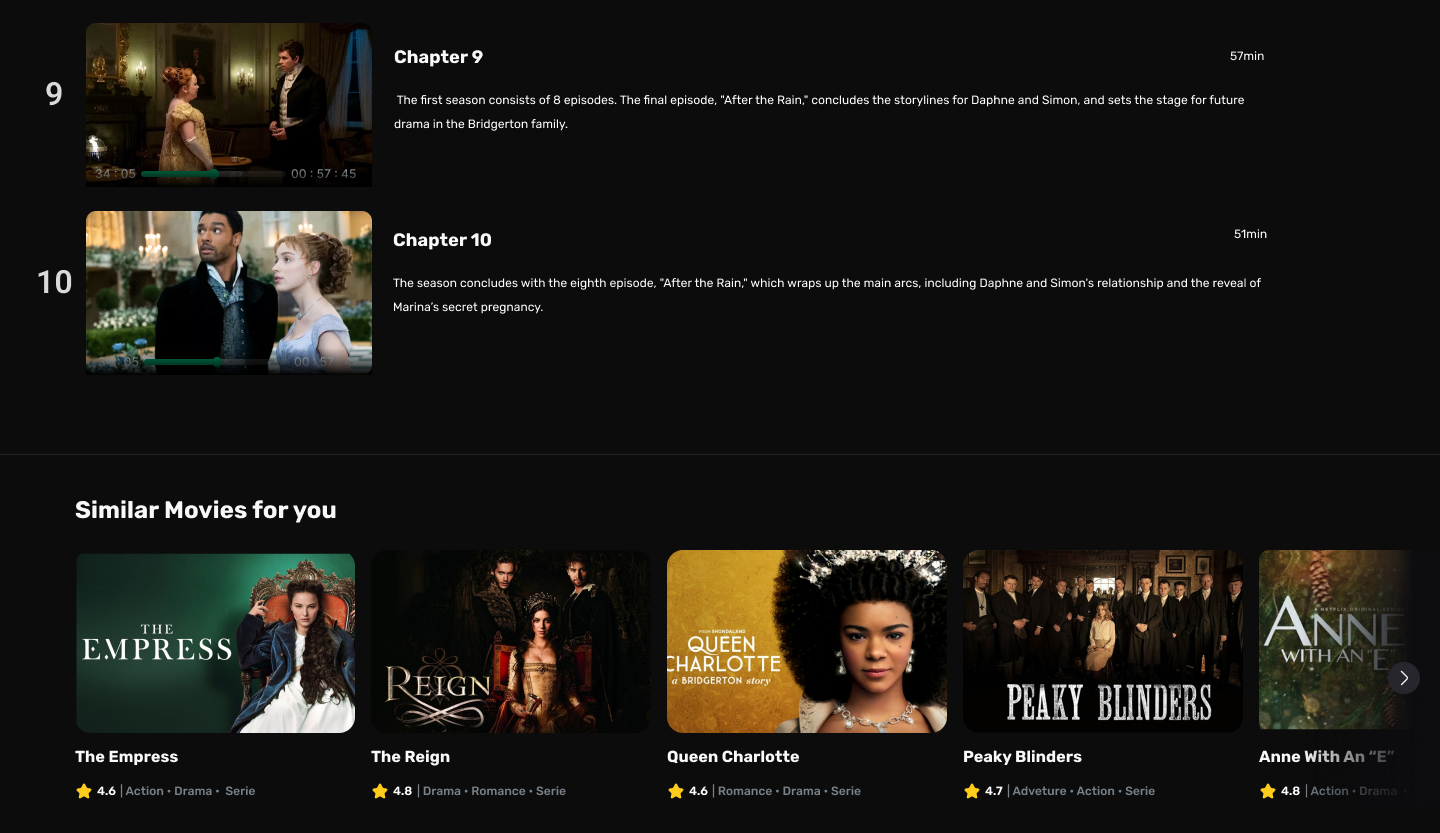 9
34 : 05
00 : 57 : 45
Chapter 9
57min
The first season consists of 8 episodes. The final episode, "After the Rain," concludes the storylines for Daphne and Simon, and sets the stage for future
drama in the Bridgerton family.
10
05
00 : 57
Chapter 10
51min
The season concludes with the eighth episode, "After the Rain," which wraps up the main arcs, including Daphne and Simon's relationship and the reveal of
Marina's secret pregnancy.
Similar Movies for you
THE
EMPRESS
REIGN
FROM SHONDALAND
QUEEN
CHARLOTTE
a BRIDGERTON story
PEAKY BLINDERS
A NETFLIX ORIGINAL
ANNE
WITH AN "E"
The Empress
The Reign
Queen Charlotte
Peaky Blinders
Anne With An “E”
4.6 | Action • Drama • Serie
4.8 | Drama • Romance • Serie
4.6 | Romance • Drama • Serie
4.7 | Adveture • Action • Serie
4.8 | Action • Drama •